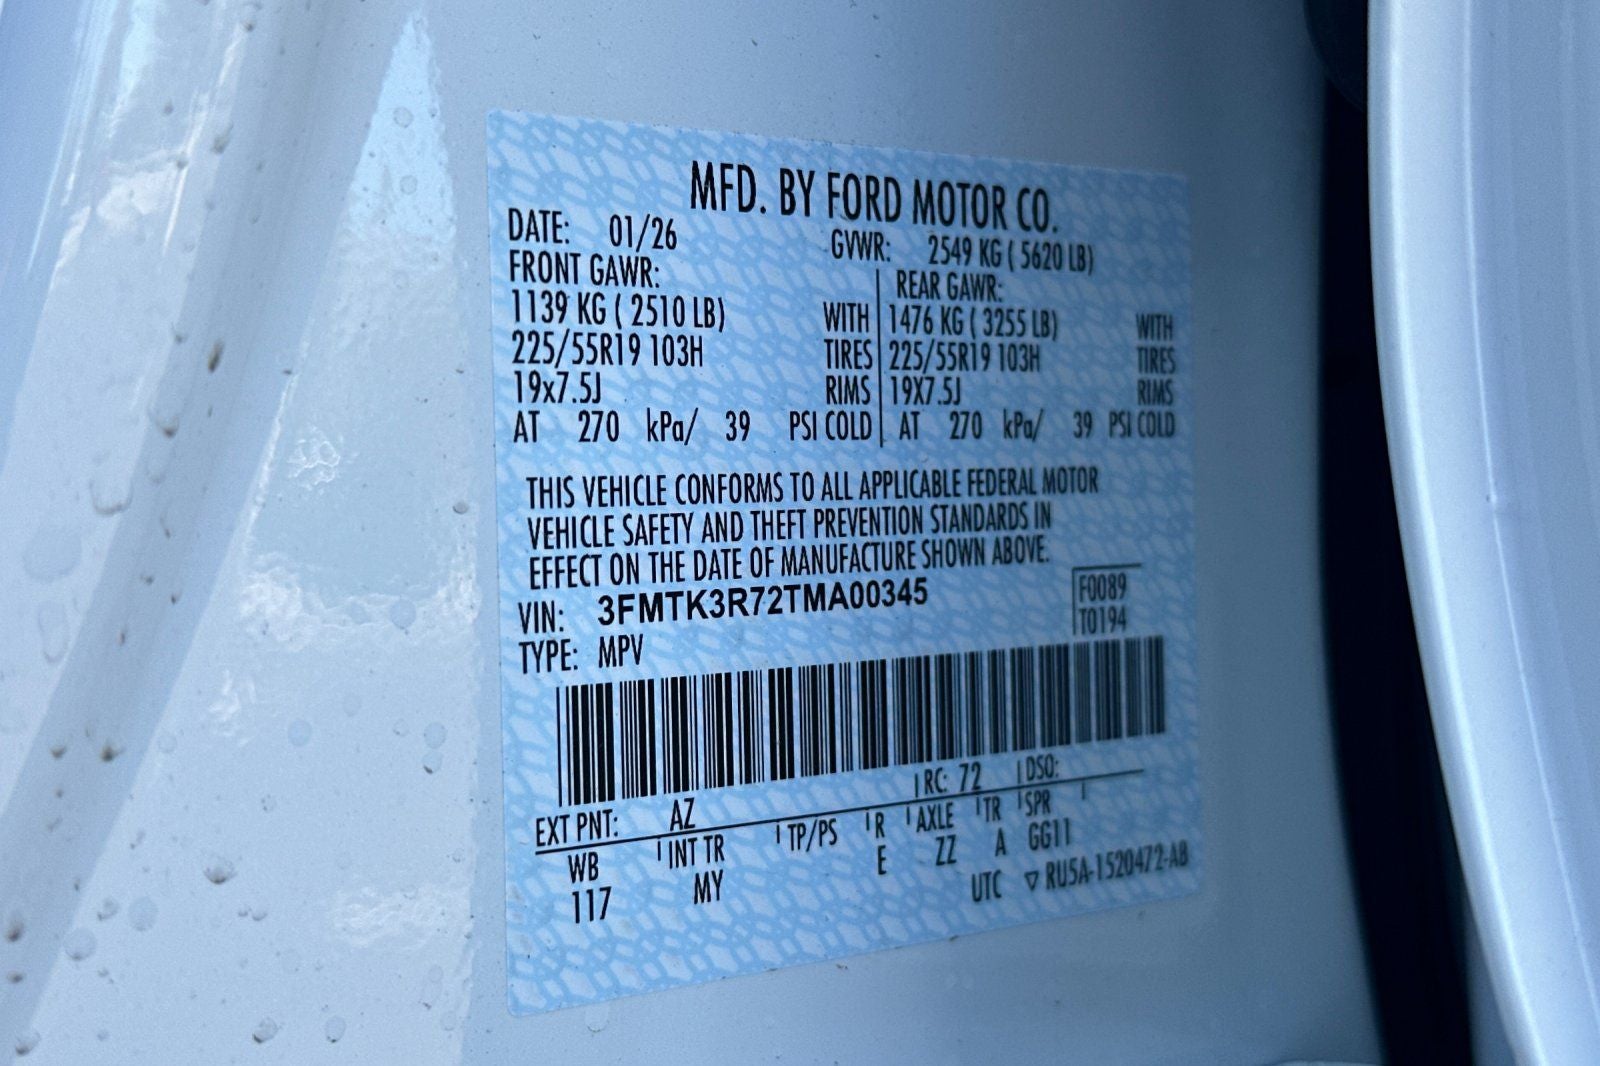 MFD. BY FORD MOTOR CO.
DATE: 01/26 GVWR: 2549 KG ( 5620 LB)
FRONT GAWR: REAR GAWR:
1139 KG ( 2510 LB) WITH 1476 KG ( 3255 LB) WITH
225/55R19 103H TIRES 225/55R19 103H TIRES
19x7.5J RIMS 19X7.5J RIMS
AT 270 kPa/ 39 PSI COLD AT 270 kPa/ 39 PSI COLD
THIS VEHICLE CONFORMS TO ALL APPLICABLE FEDERAL MOTOR
VEHICLE SAFETY AND THEFT PREVENTION STANDARDS IN
EFFECT ON THE DATE OF MANUFACTURE SHOWN ABOVE.
VIN: 3FMTK3R72TMA00345 F0089
TYPE: MPV T0194
RC: 72 DSO:
EXT PNT: AZ
WB INT TR TP/PS R AXLE TR SPR
117 MY E ZZ A GG11
UTC ▽ RU5A-1520472-AB